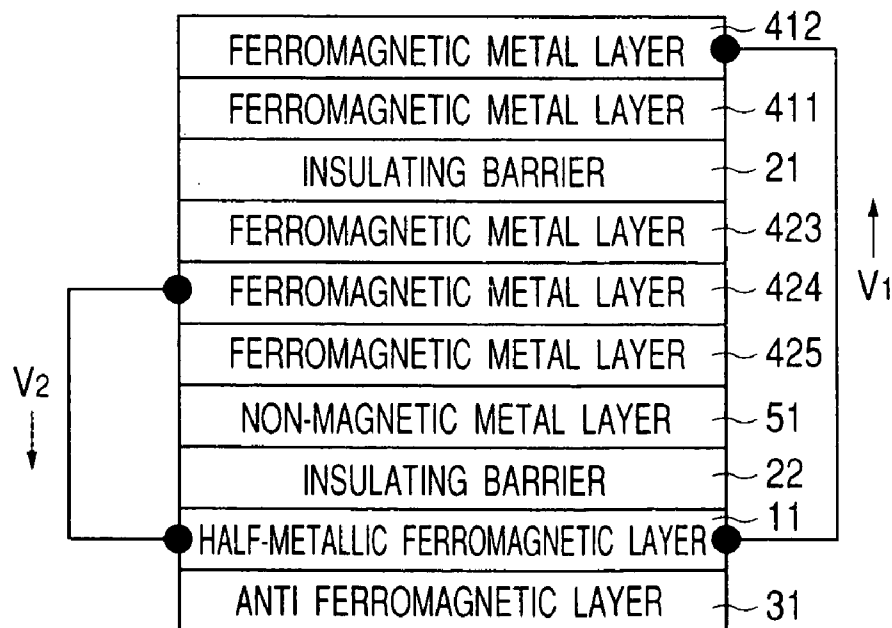 412
FERROMAGNETIC METAL LAYER
FERROMAGNETIC METAL LAYER 411
INSULATING BARRIER 21
FERROMAGNETIC METAL LAYER 423
FERROMAGNETIC METAL LAYER 424
V1
FERROMAGNETIC METAL LAYER 425
V2
NON-MAGNETIC METAL LAYER 51
INSULATING BARRIER 22
11
HALF-METALLIC FERROMAGNETIC LAYER
ANTI FERROMAGNETIC LAYER 31